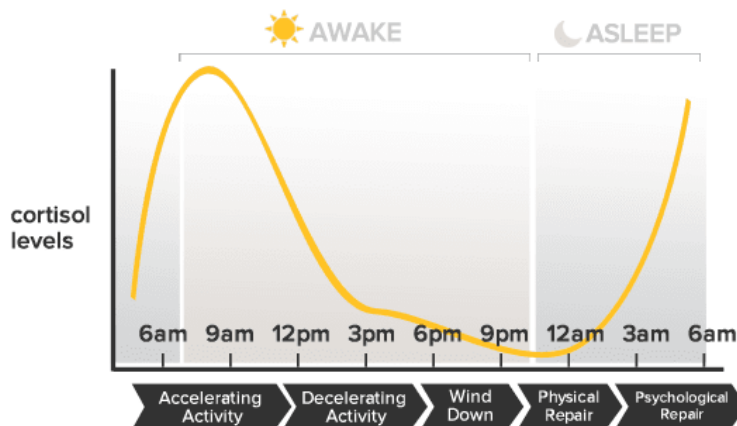 AWAKE
ASLEEP
cortisol
levels
6am 9am 12pm 3pm 6pm 9pm 12am 3am 6am
Accelerating
Activity
Decelerating
Activity
Wind
Down
Physical
Repair
Psychological
Repair